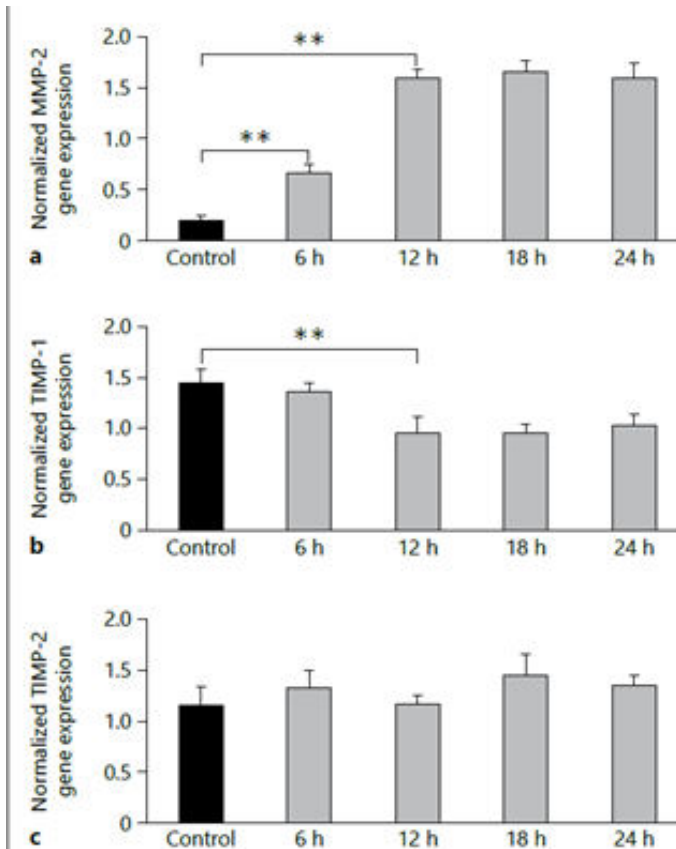 Normalized MMP-2
gene expression
2.0
1.5
1.0
0.5
0
**
**
Control 6 h 12 h 18 h 24 h
a
Normalized TIMP-1
gene expression
2.0
1.5
1.0
0.5
0
**
Control 6 h 12 h 18 h 24 h
b
Normalized TIMP-2
gene expression
2.0
1.5
1.0
0.5
0
Control 6 h 12 h 18 h 24 h
c